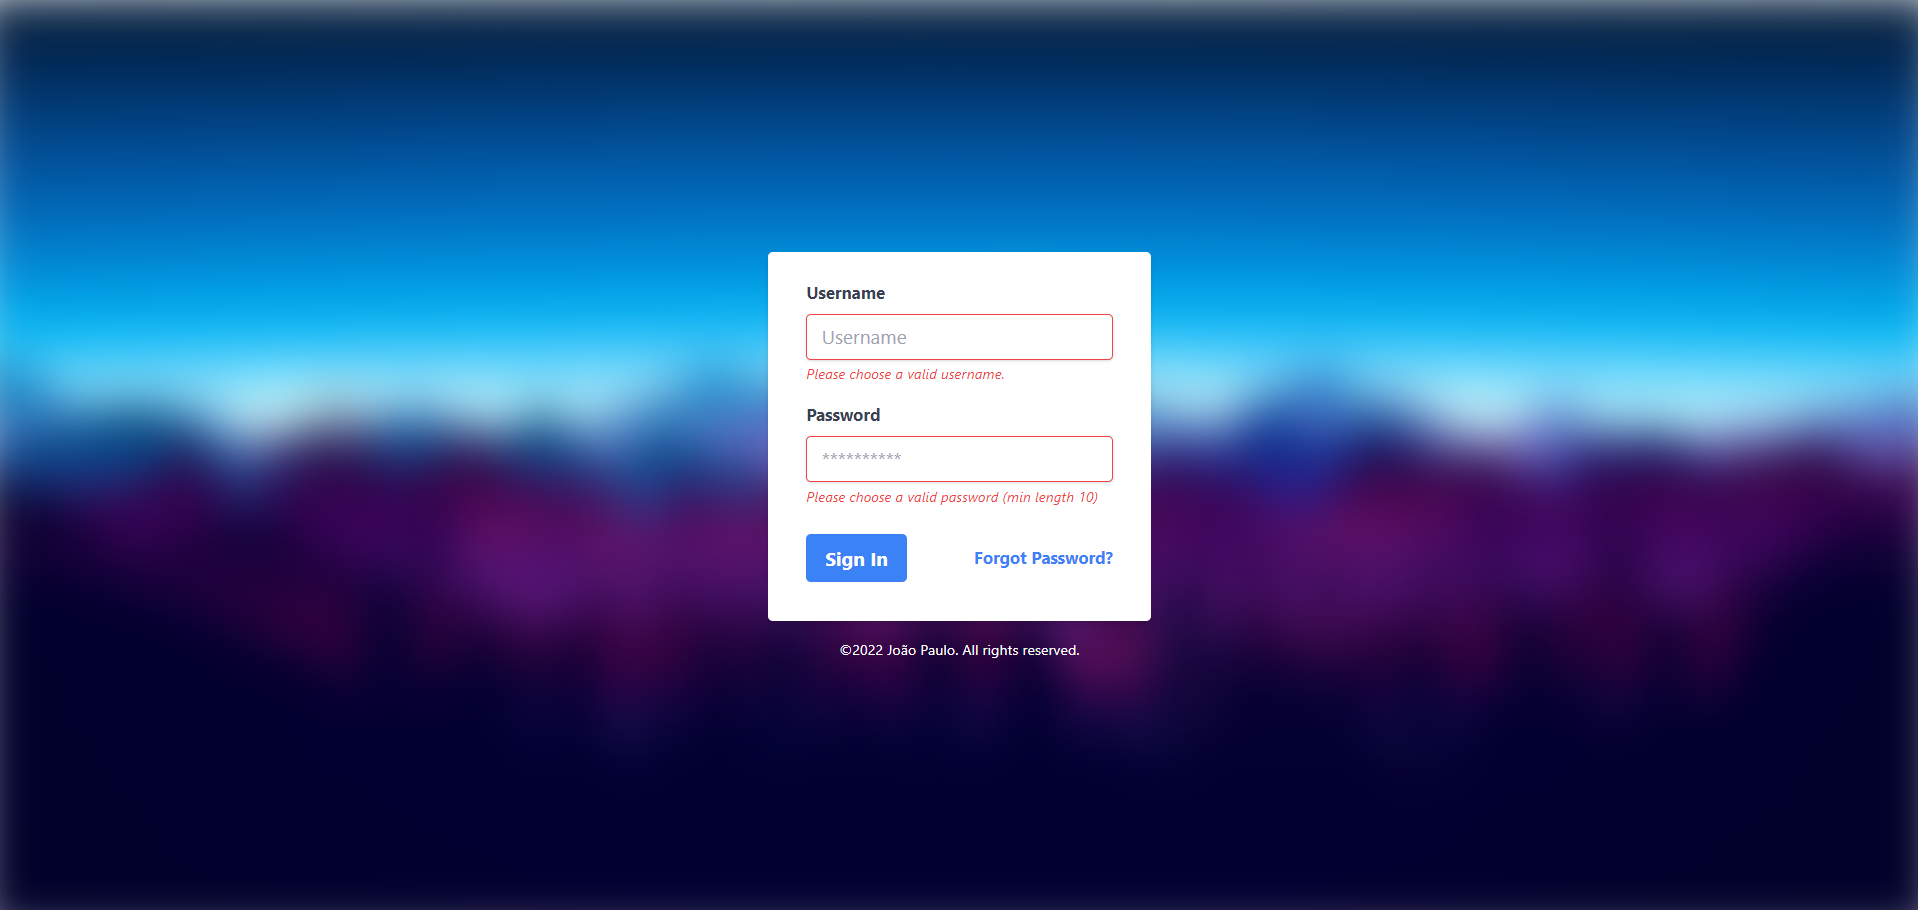 Username
Username
Please choose a valid username.
Password
**********
Please choose a valid password (min length 10)
Sign In
Forgot Password?
©2022 João Paulo. All rights reserved.